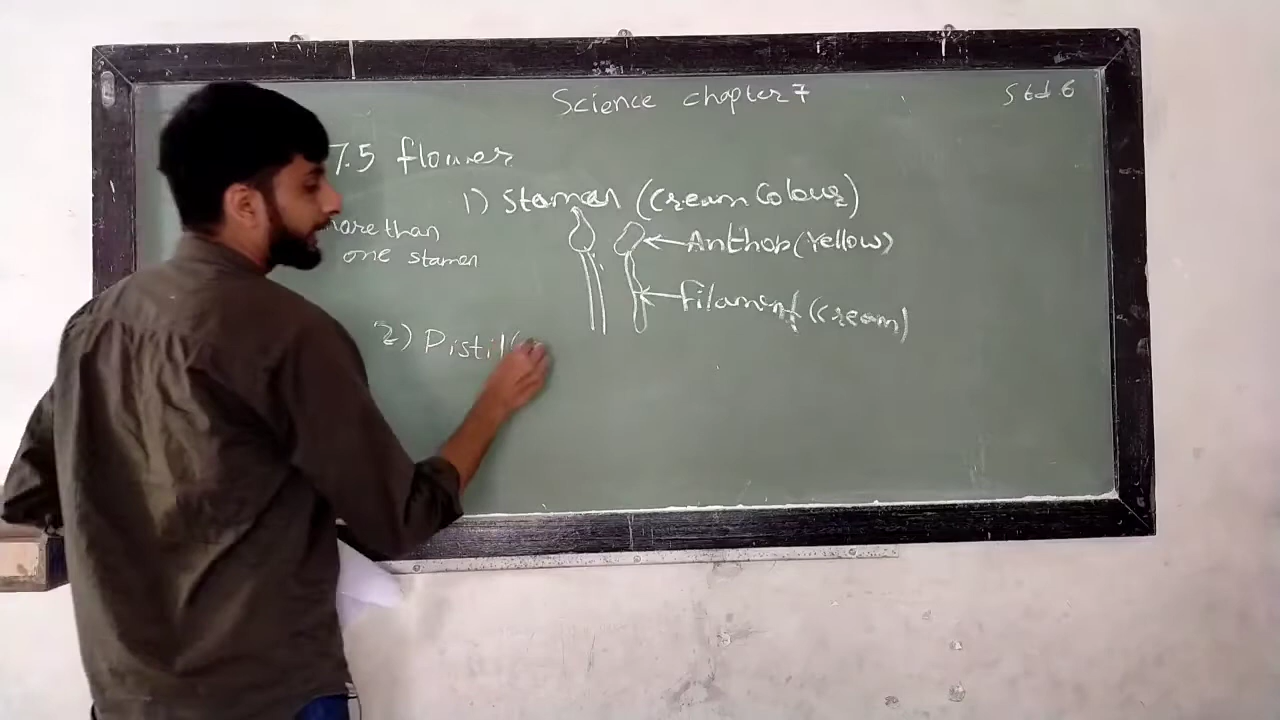 Science chapter 7
Std 6
7.5 flower
1) Stamen (Cream Colour)
more than
one stamen
Anther (Yellow)
Filament (Cream)
2) Pistil (